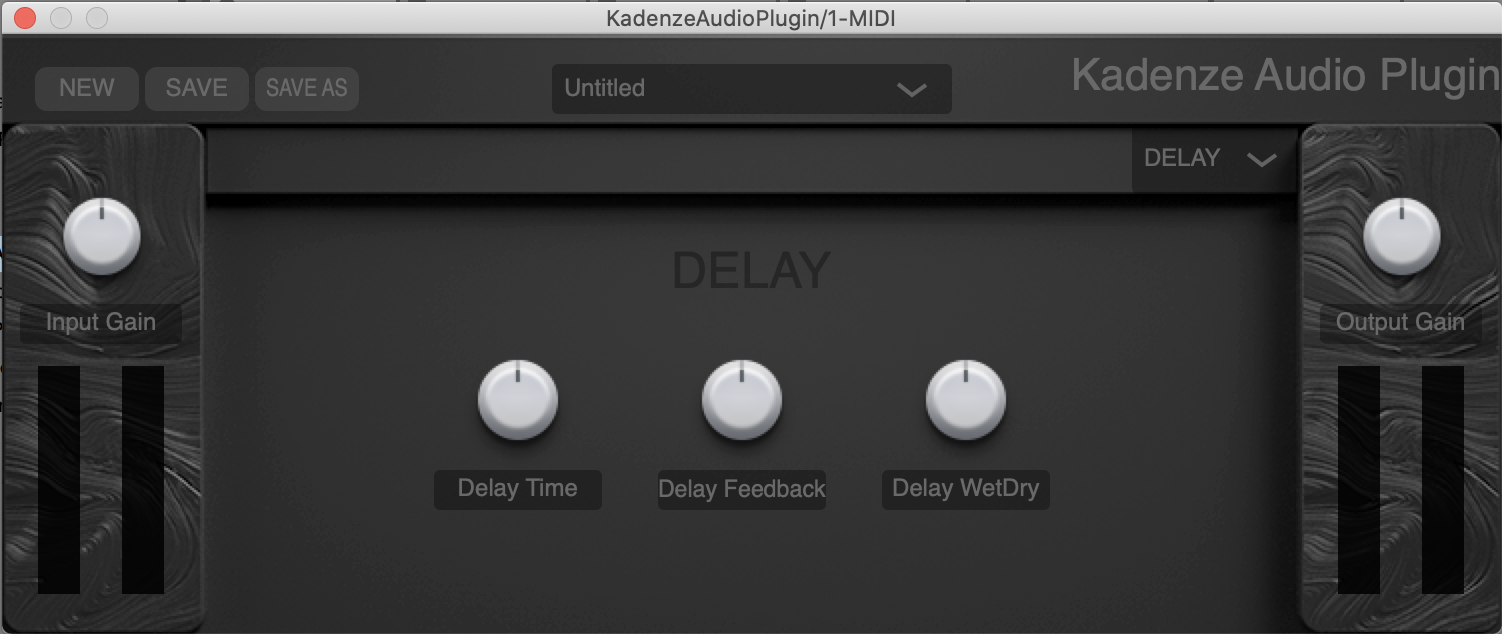 KadenzeAudioPlugin/1-MIDI
NEW
SAVE
SAVE AS
Untitled
Kadenze Audio Plugin
DELAY
Input Gain
DELAY
Output Gain
Delay Time
Delay Feedback
Delay WetDry